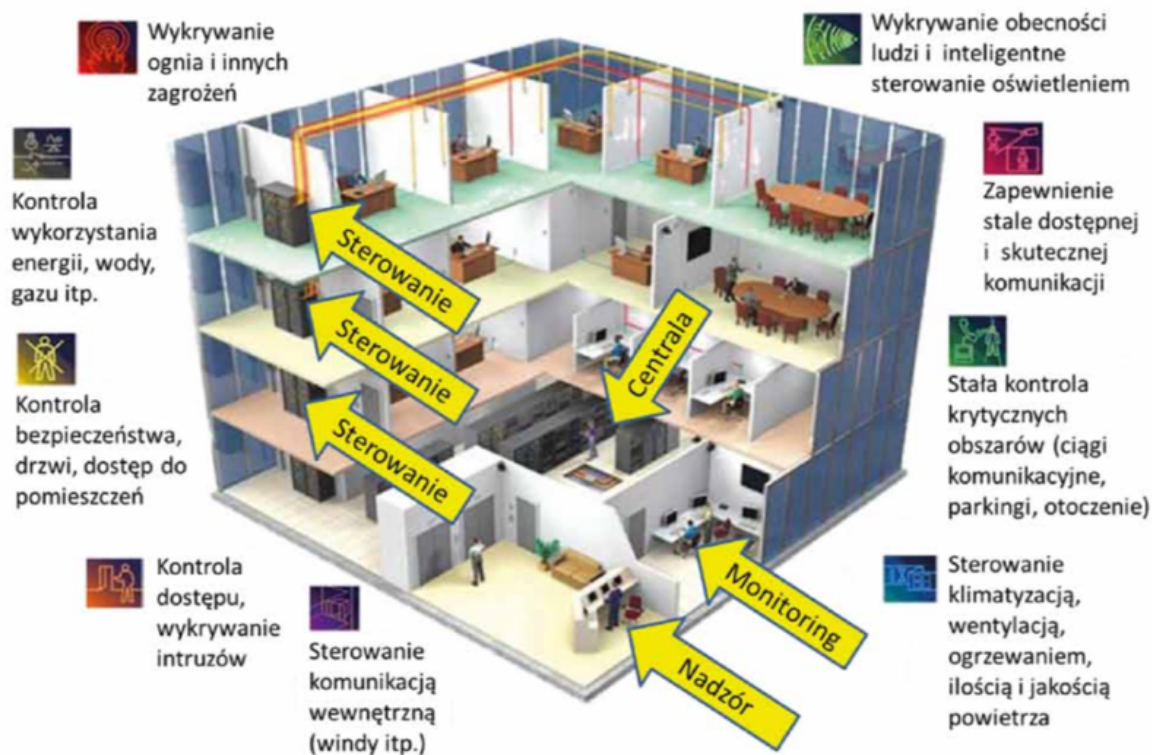 Wykrywanie
ognia i innych
zagrożeń
Wykrywanie obecności
ludzi i inteligentne
sterowanie oświetleniem
Kontrola
wykorzystania
energii, wody,
gazu itp.
Zapewnienie
stale dostępnej
i skutecznej
komunikacji
Sterowanie
Sterowanie
Sterowanie
Centrala
Kontrola
bezpieczeństwa,
drzwi, dostęp do
pomieszczeń
Stała kontrola
krytycznych
obszarów (ciągi
komunikacyjne,
parkingi, otoczenie)
Kontrola
dostępu,
wykrywanie
intruzów
Sterowanie
komunikacją
wewnętrzną
(windy itp.)
Monitoring
Nadzór
Sterowanie
klimatyzacją,
wentylacją,
ogrzewaniem,
ilością i jakością
powietrza